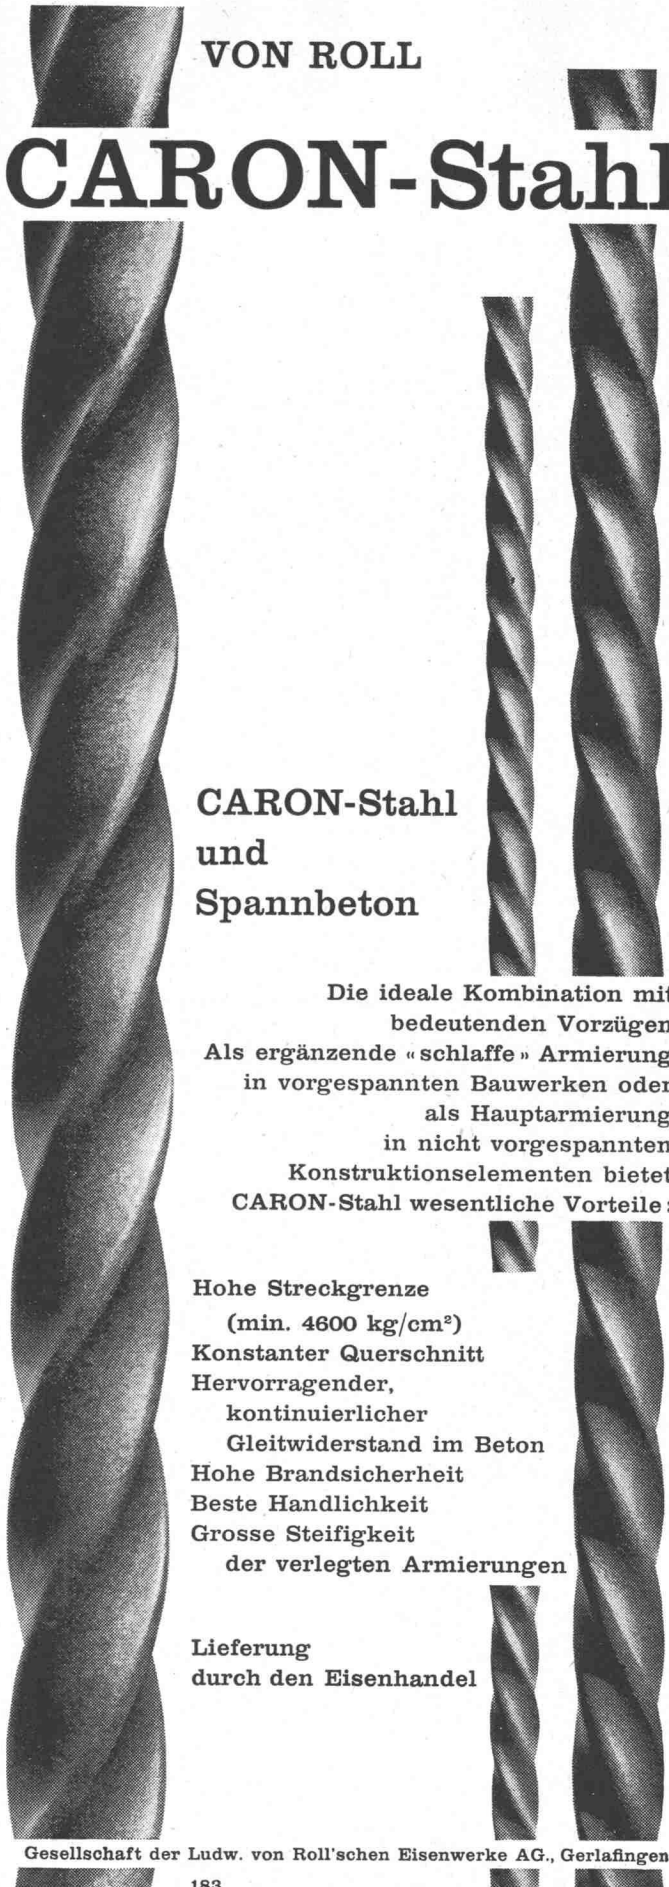 VON ROLL
CARON-Stahl
CARON-Stahl
und
Spannbeton
Die ideale Kombination mit
bedeutenden Vorzügen
Als ergänzende «schlaffe» Armierung
in vorgespannten Bauwerken oder
als Hauptarmierung
in nicht vorgespannten
Konstruktionselementen bietet
CARON-Stahl wesentliche Vorteile:
Hohe Streckgrenze
(min. 4600 kg/cm²)
Konstanter Querschnitt
Hervorragender,
kontinuierlicher
Gleitwiderstand im Beton
Hohe Brandsicherheit
Beste Handlichkeit
Grosse Steifigkeit
der verlegten Armierungen
Lieferung
durch den Eisenhandel
Gesellschaft der Ludw. von Roll'schen Eisenwerke AG., Gerlafingen
183